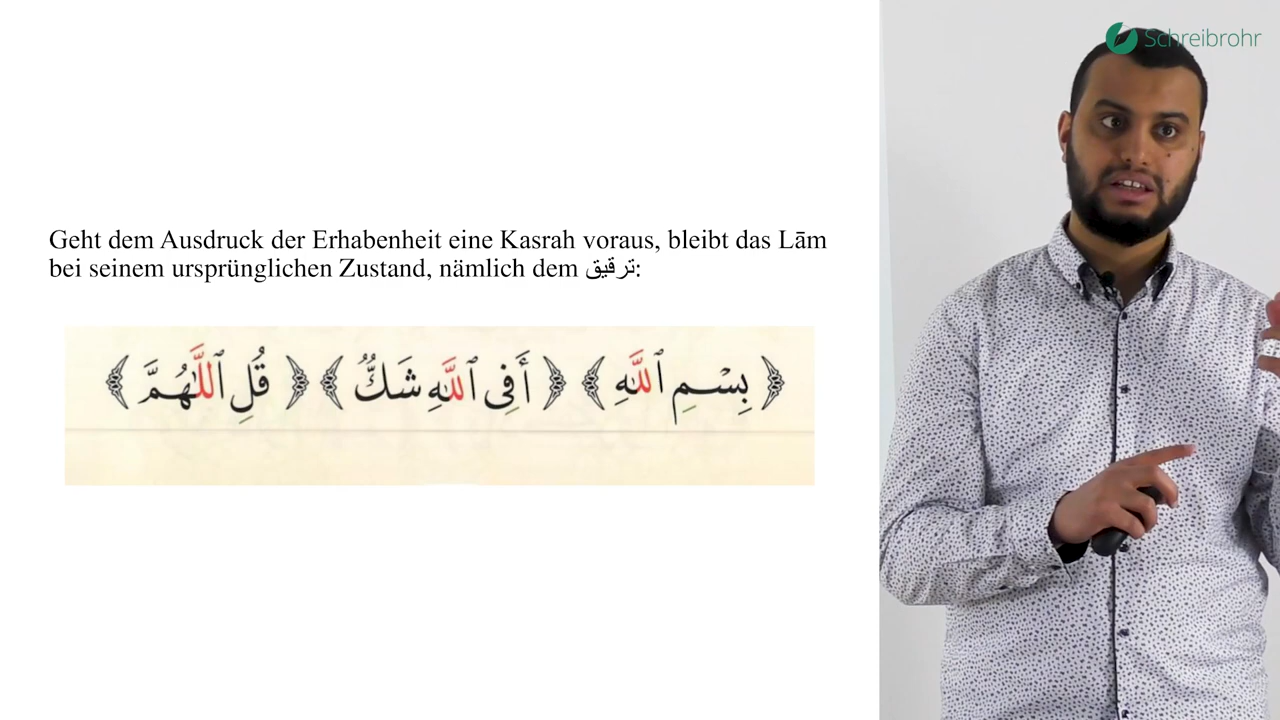 Schreibrohr
Geht dem Ausdruck der Erhabenheit eine Kasrah voraus, bleibt das Lām
bei seinem ursprünglichen Zustand, nämlich dem ترقيق:
﴿ بِسْمِ ٱللَّهِ ﴾ ﴿ أَفِى ٱللَّهِ شَكٌّ ﴾ ﴿ قُلِ ٱللَّهُمَّ ﴾